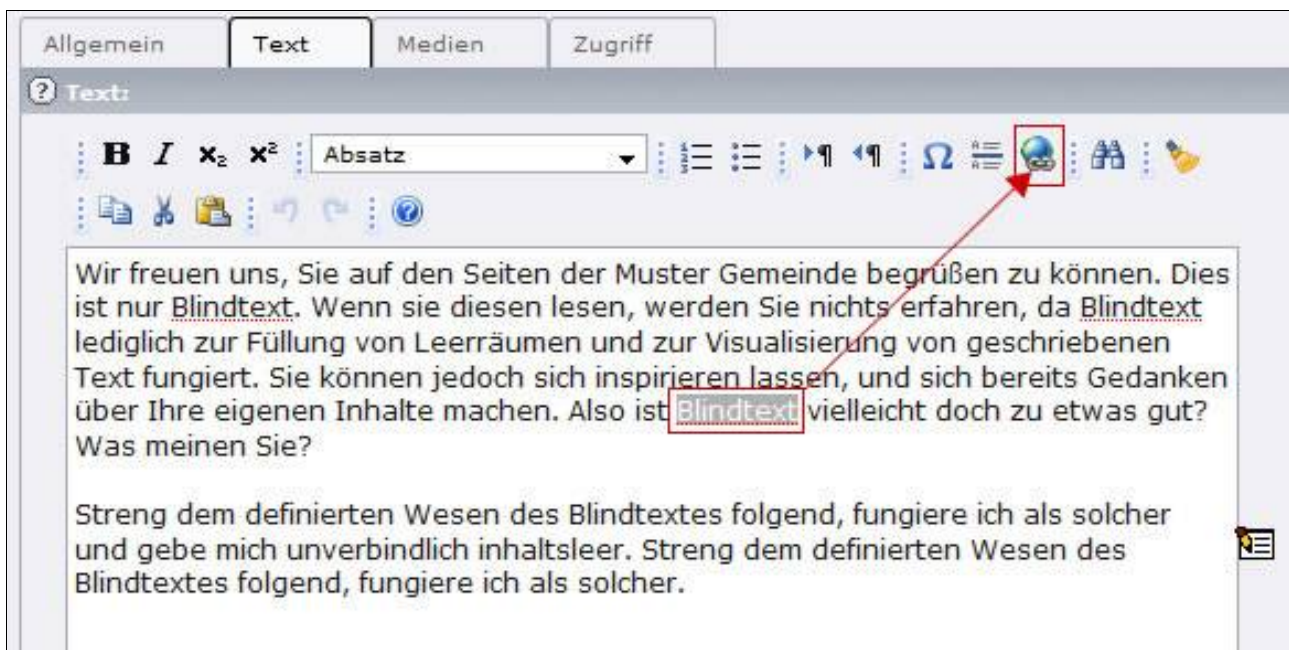 Allgemein Text Medien Zugriff
Text:
B I x₂ x² Absatz
Wir freuen uns, Sie auf den Seiten der Muster Gemeinde begrüßen zu können. Dies
ist nur Blindtext. Wenn sie diesen lesen, werden Sie nichts erfahren, da Blindtext
lediglich zur Füllung von Leerräumen und zur Visualisierung von geschriebenen
Text fungiert. Sie können jedoch sich inspirieren lassen, und sich bereits Gedanken
über Ihre eigenen Inhalte machen. Also ist Blindtext vielleicht doch zu etwas gut?
Was meinen Sie?
Streng dem definierten Wesen des Blindtextes folgend, fungiere ich als solcher
und gebe mich unverbindlich inhaltsleer. Streng dem definierten Wesen des
Blindtextes folgend, fungiere ich als solcher.